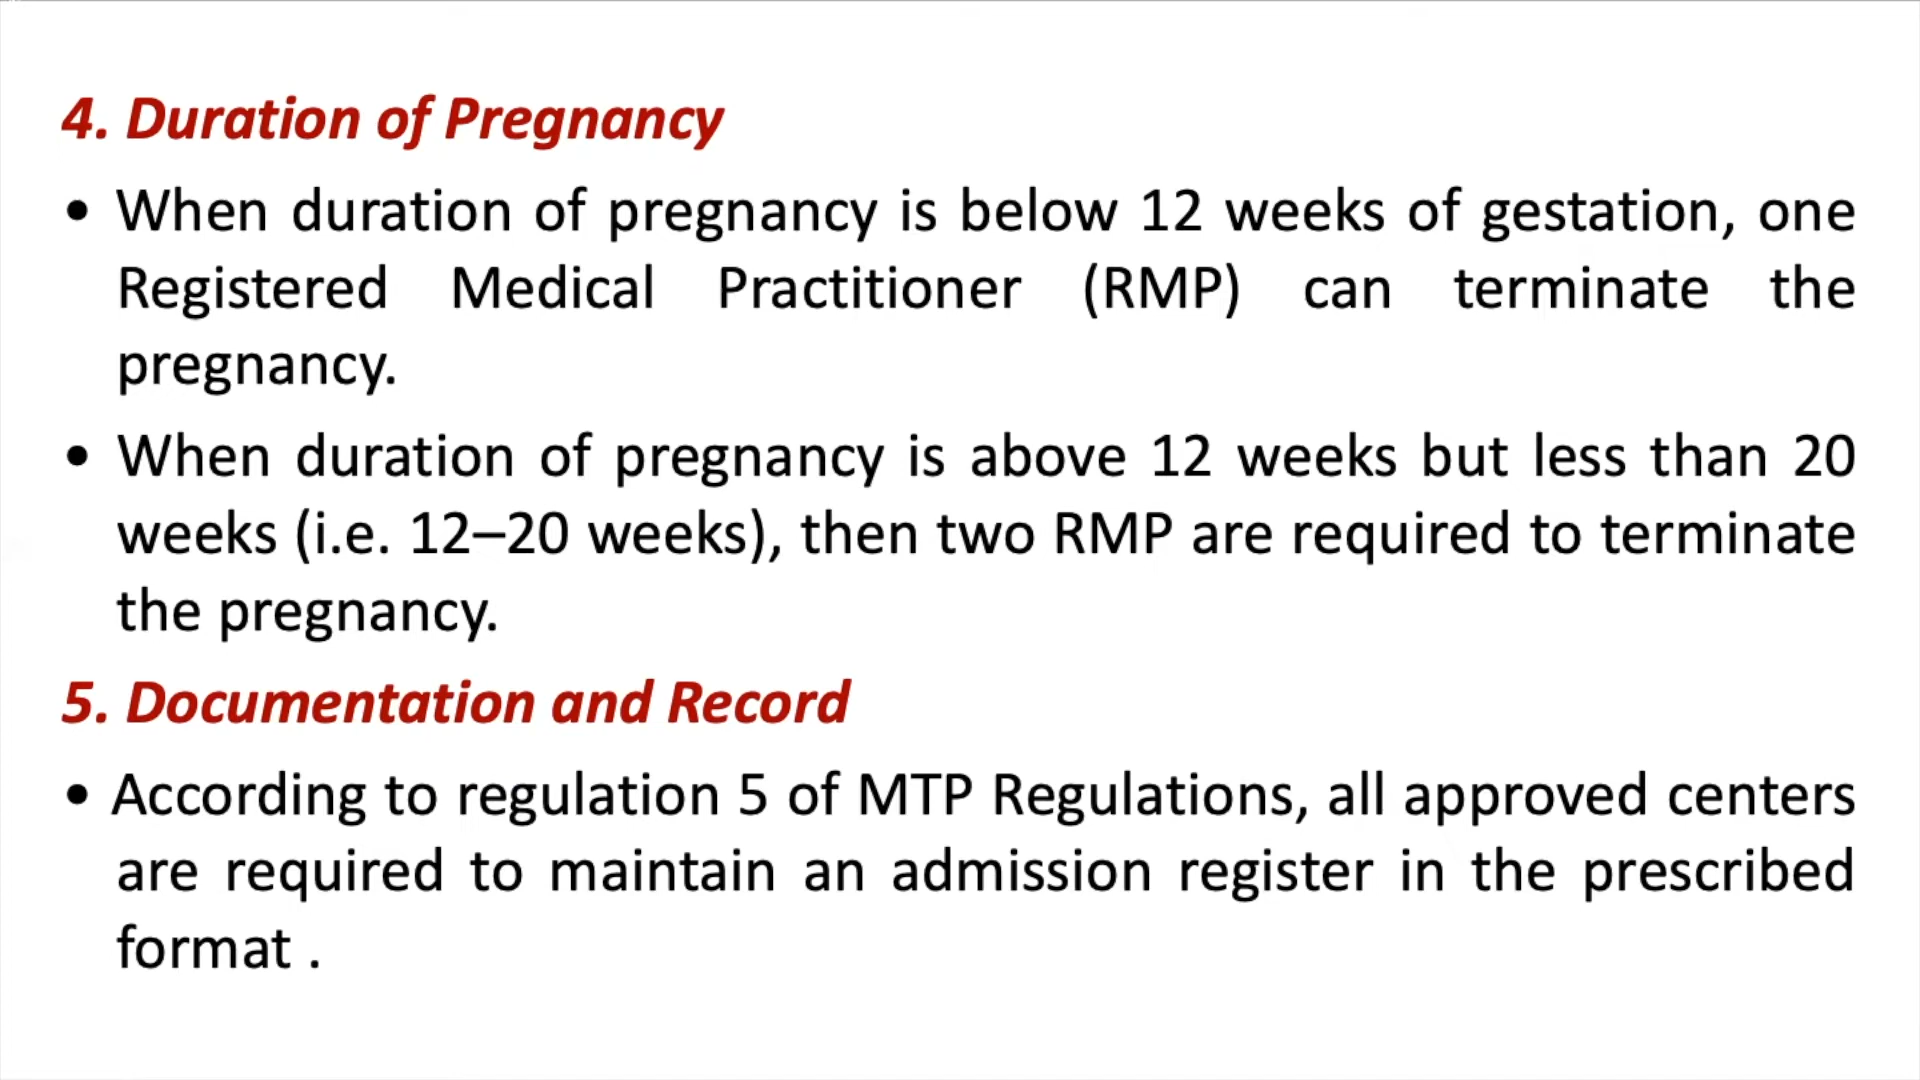 4. Duration of Pregnancy
• When duration of pregnancy is below 12 weeks of gestation, one
Registered Medical Practitioner (RMP) can terminate the
pregnancy.
• When duration of pregnancy is above 12 weeks but less than 20
weeks (i.e. 12–20 weeks), then two RMP are required to terminate
the pregnancy.
5. Documentation and Record
• According to regulation 5 of MTP Regulations, all approved centers
are required to maintain an admission register in the prescribed
format .